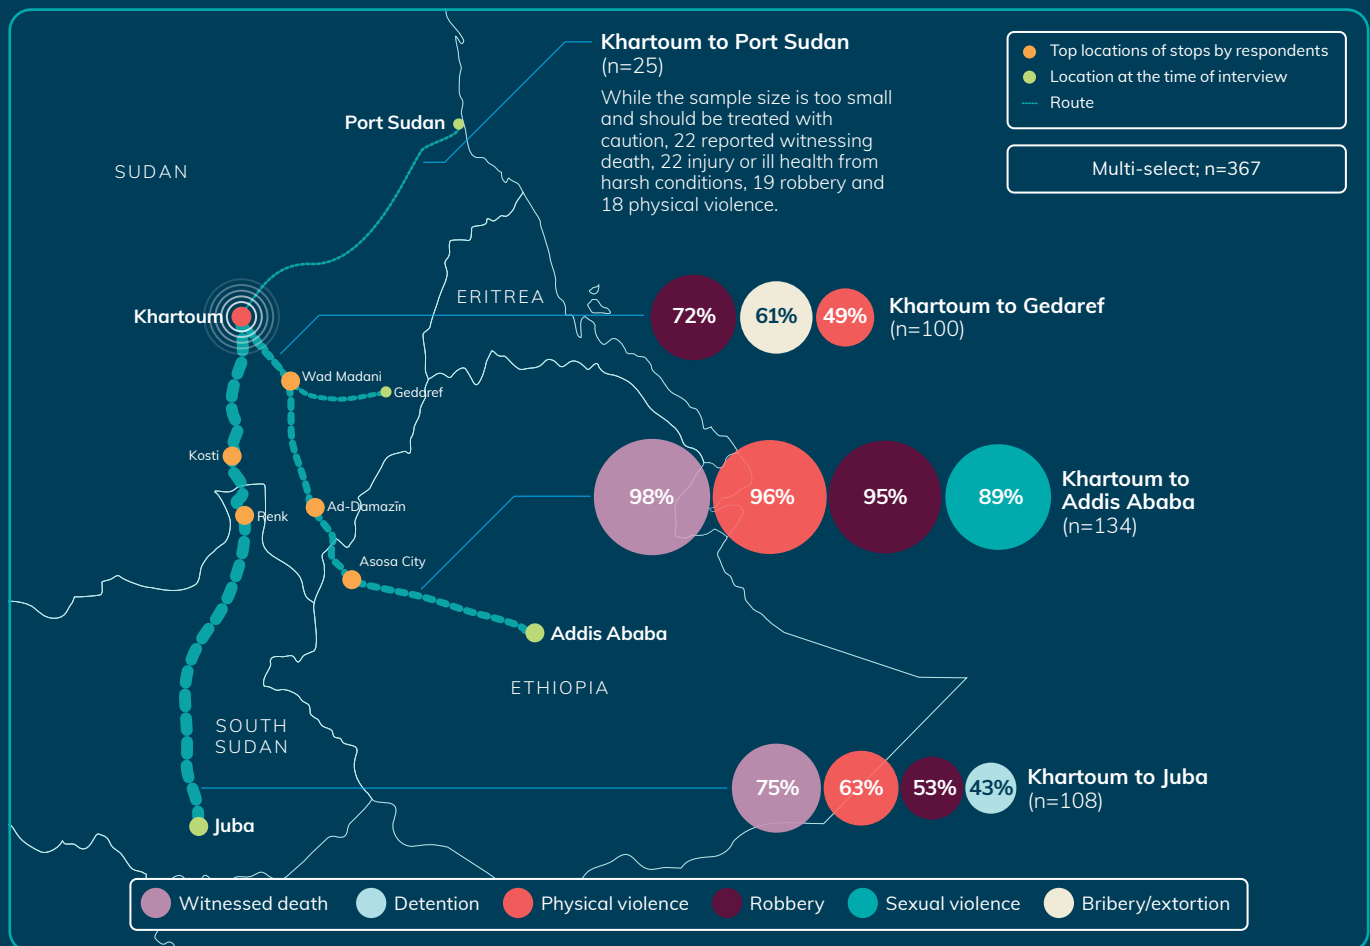 Khartoum to Port Sudan
(n=25)
While the sample size is too small
and should be treated with
caution, 22 reported witnessing
death, 22 injury or ill health from
harsh conditions, 19 robbery and
18 physical violence.
Top locations of stops by respondents
Location at the time of interview
Route
Multi-select; n=367
Port Sudan
SUDAN
ERITREA
Khartoum
72%
61%
49%
Khartoum to Gedaref
(n=100)
Wad Madani
Gedaref
Kosti
Renk
Ad-Damazīn
Asosa City
98%
96%
95%
89%
Khartoum to
Addis Ababa
(n=134)
Addis Ababa
ETHIOPIA
SOUTH
SUDAN
75%
63%
53%
43%
Khartoum to Juba
(n=108)
Juba
Witnessed death
Detention
Physical violence
Robbery
Sexual violence
Bribery/extortion